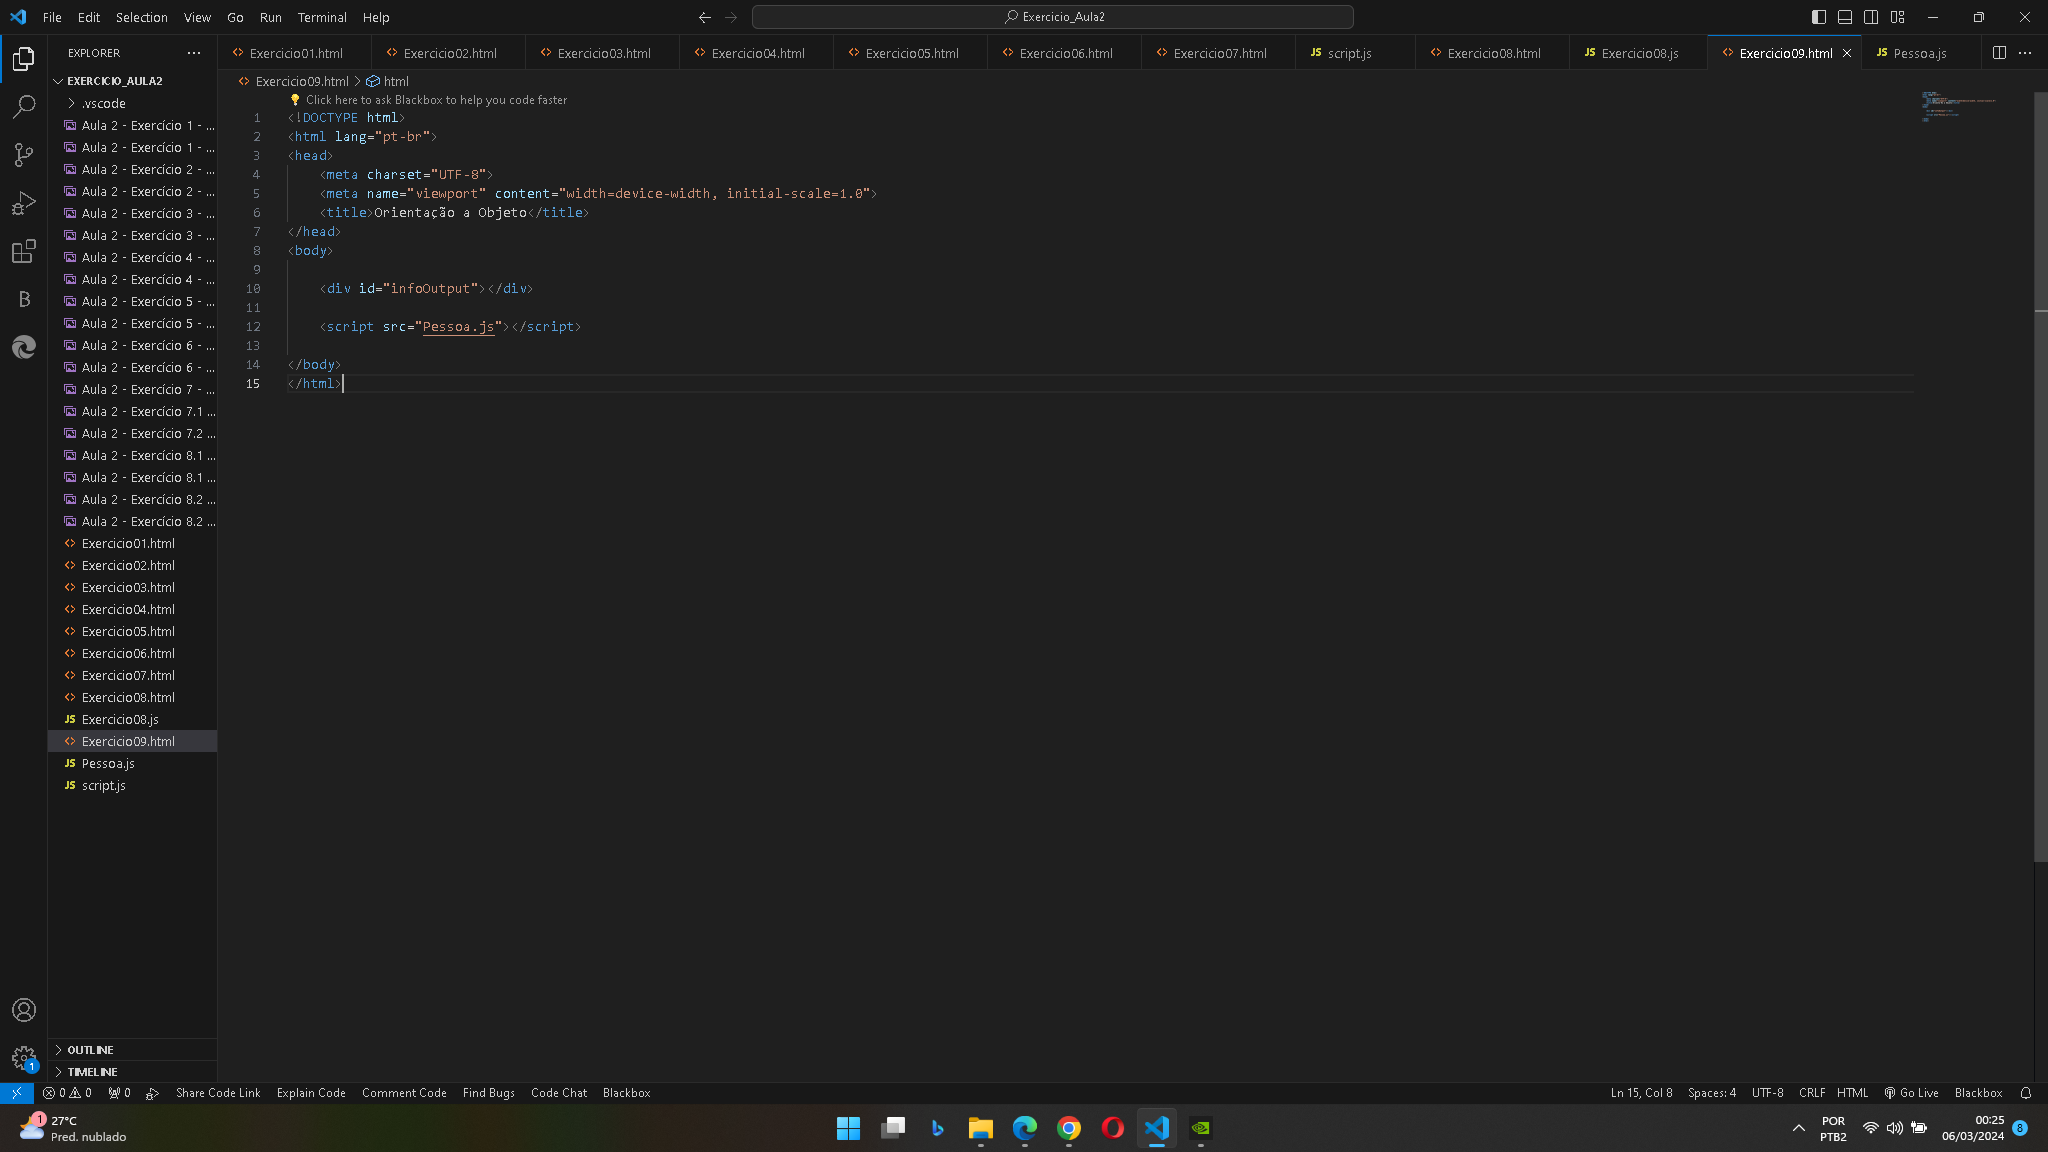 File Edit Selection View Go Run Terminal Help
Exercicio_Aula2
EXPLORER
Exercicio01.html Exercicio02.html Exercicio03.html Exercicio04.html Exercicio05.html Exercicio06.html Exercicio07.html JS script.js Exercicio08.html JS Exercicio08.js Exercicio09.html JS Pessoa.js
EXERCICIO_AULA2
.vscode
Aula 2 - Exercício 1 - ...
Aula 2 - Exercício 1 - ...
Aula 2 - Exercício 2 - ...
Aula 2 - Exercício 2 - ...
Aula 2 - Exercício 3 - ...
Aula 2 - Exercício 3 - ...
Aula 2 - Exercício 4 - ...
Aula 2 - Exercício 4 - ...
Aula 2 - Exercício 5 - ...
Aula 2 - Exercício 5 - ...
Aula 2 - Exercício 6 - ...
Aula 2 - Exercício 6 - ...
Aula 2 - Exercício 7 - ...
Aula 2 - Exercício 7.1 ...
Aula 2 - Exercício 7.2 ...
Aula 2 - Exercício 8.1 ...
Aula 2 - Exercício 8.1 ...
Aula 2 - Exercício 8.2 ...
Aula 2 - Exercício 8.2 ...
Exercicio01.html
Exercicio02.html
Exercicio03.html
Exercicio04.html
Exercicio05.html
Exercicio06.html
Exercicio07.html
Exercicio08.html
JS Exercicio08.js
Exercicio09.html
JS Pessoa.js
JS script.js
OUTLINE
TIMELINE
Exercicio09.html > html
Click here to ask Blackbox to help you code faster
1 <!DOCTYPE html>
2 <html lang="pt-br">
3 <head>
4 <meta charset="UTF-8">
5 <meta name="viewport" content="width=device-width, initial-scale=1.0">
6 <title>Orientação a Objeto</title>
7 </head>
8 <body>
9
10 <div id="infoOutput"></div>
11
12 <script src="Pessoa.js"></script>
13
14 </body>
15 </html>
B
1
0 0 0 Share Code Link Explain Code Comment Code Find Bugs Code Chat Blackbox
Ln 15, Col 8 Spaces: 4 UTF-8 CRLF HTML Go Live Blackbox
1
27°C
Pred. nublado
POR
PTB2
00:25
06/03/2024
8